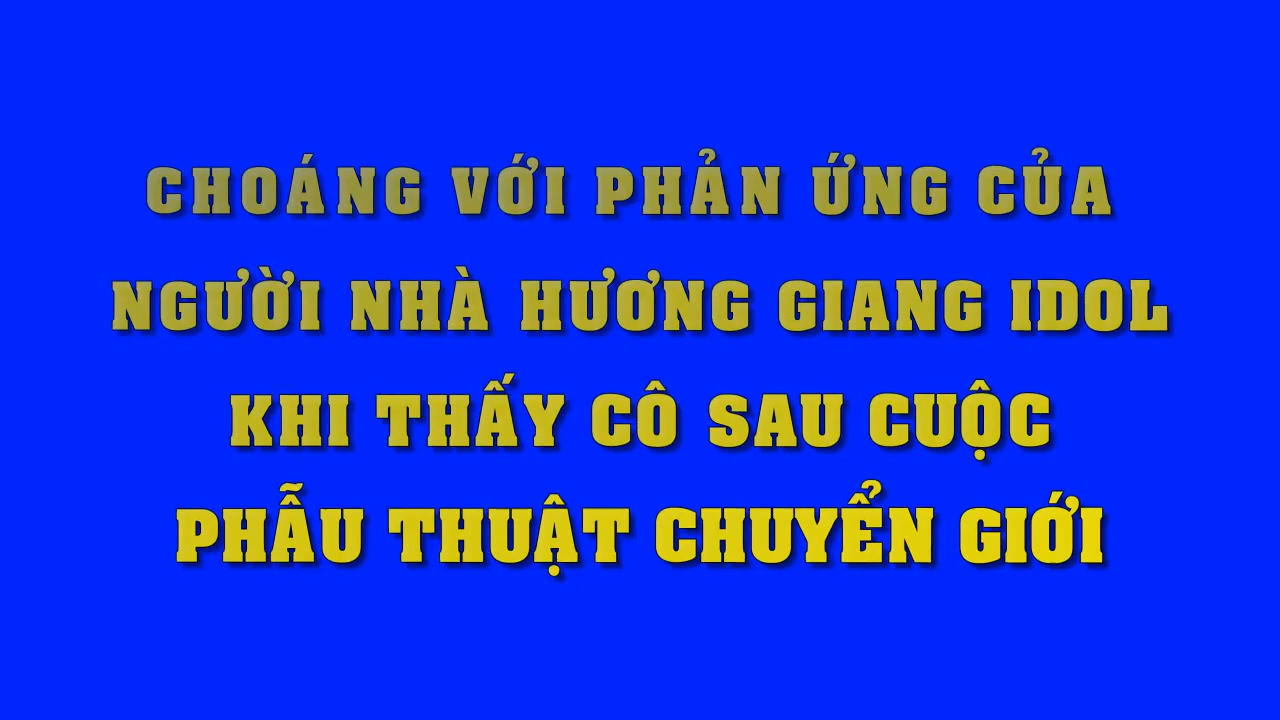 CHOÁNG VỚI PHẢN ỨNG CỦA
NGƯỜI NHÀ HƯƠNG GIANG IDOL
KHI THẤY CÔ SAU CUỘC
PHẪU THUẬT CHUYỂN GIỚI